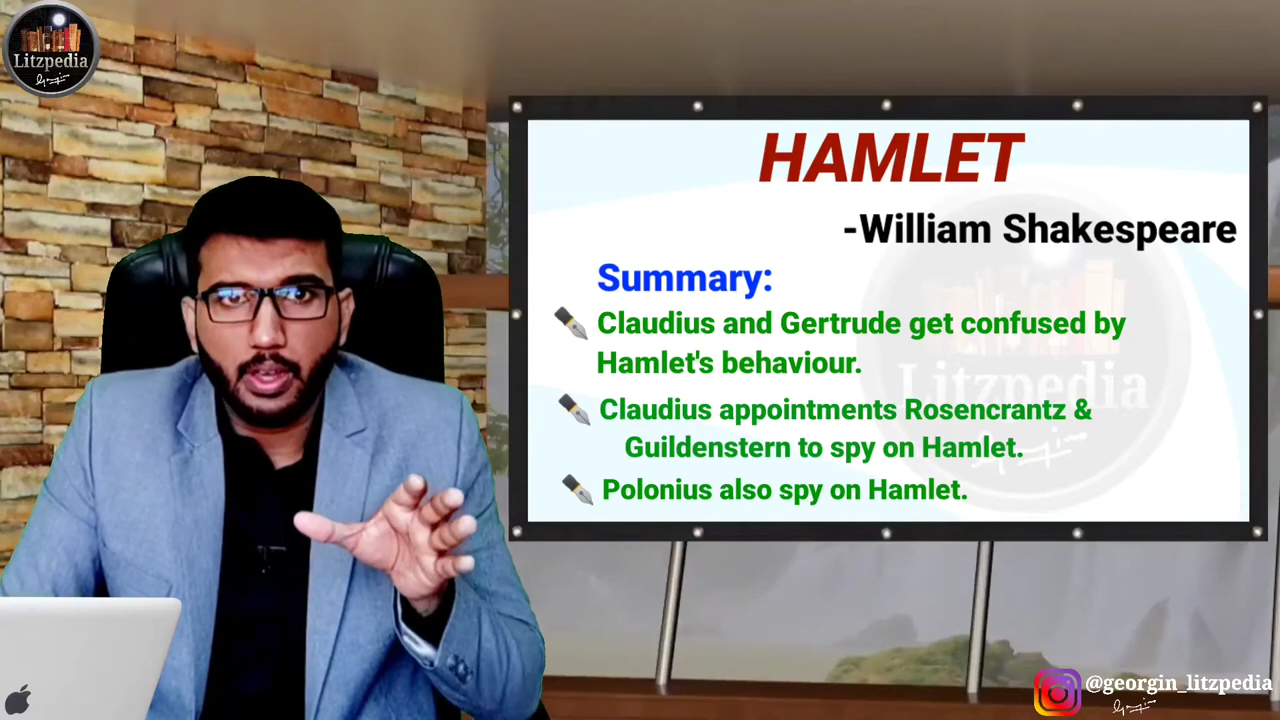 Litzpedia
HAMLET
-William Shakespeare
Summary:
Claudius and Gertrude get confused by
Hamlet's behaviour.
Litzpedia
Claudius appointments Rosencrantz &
Guildenstern to spy on Hamlet.
Polonius also spy on Hamlet.
@georgin_litzpedia